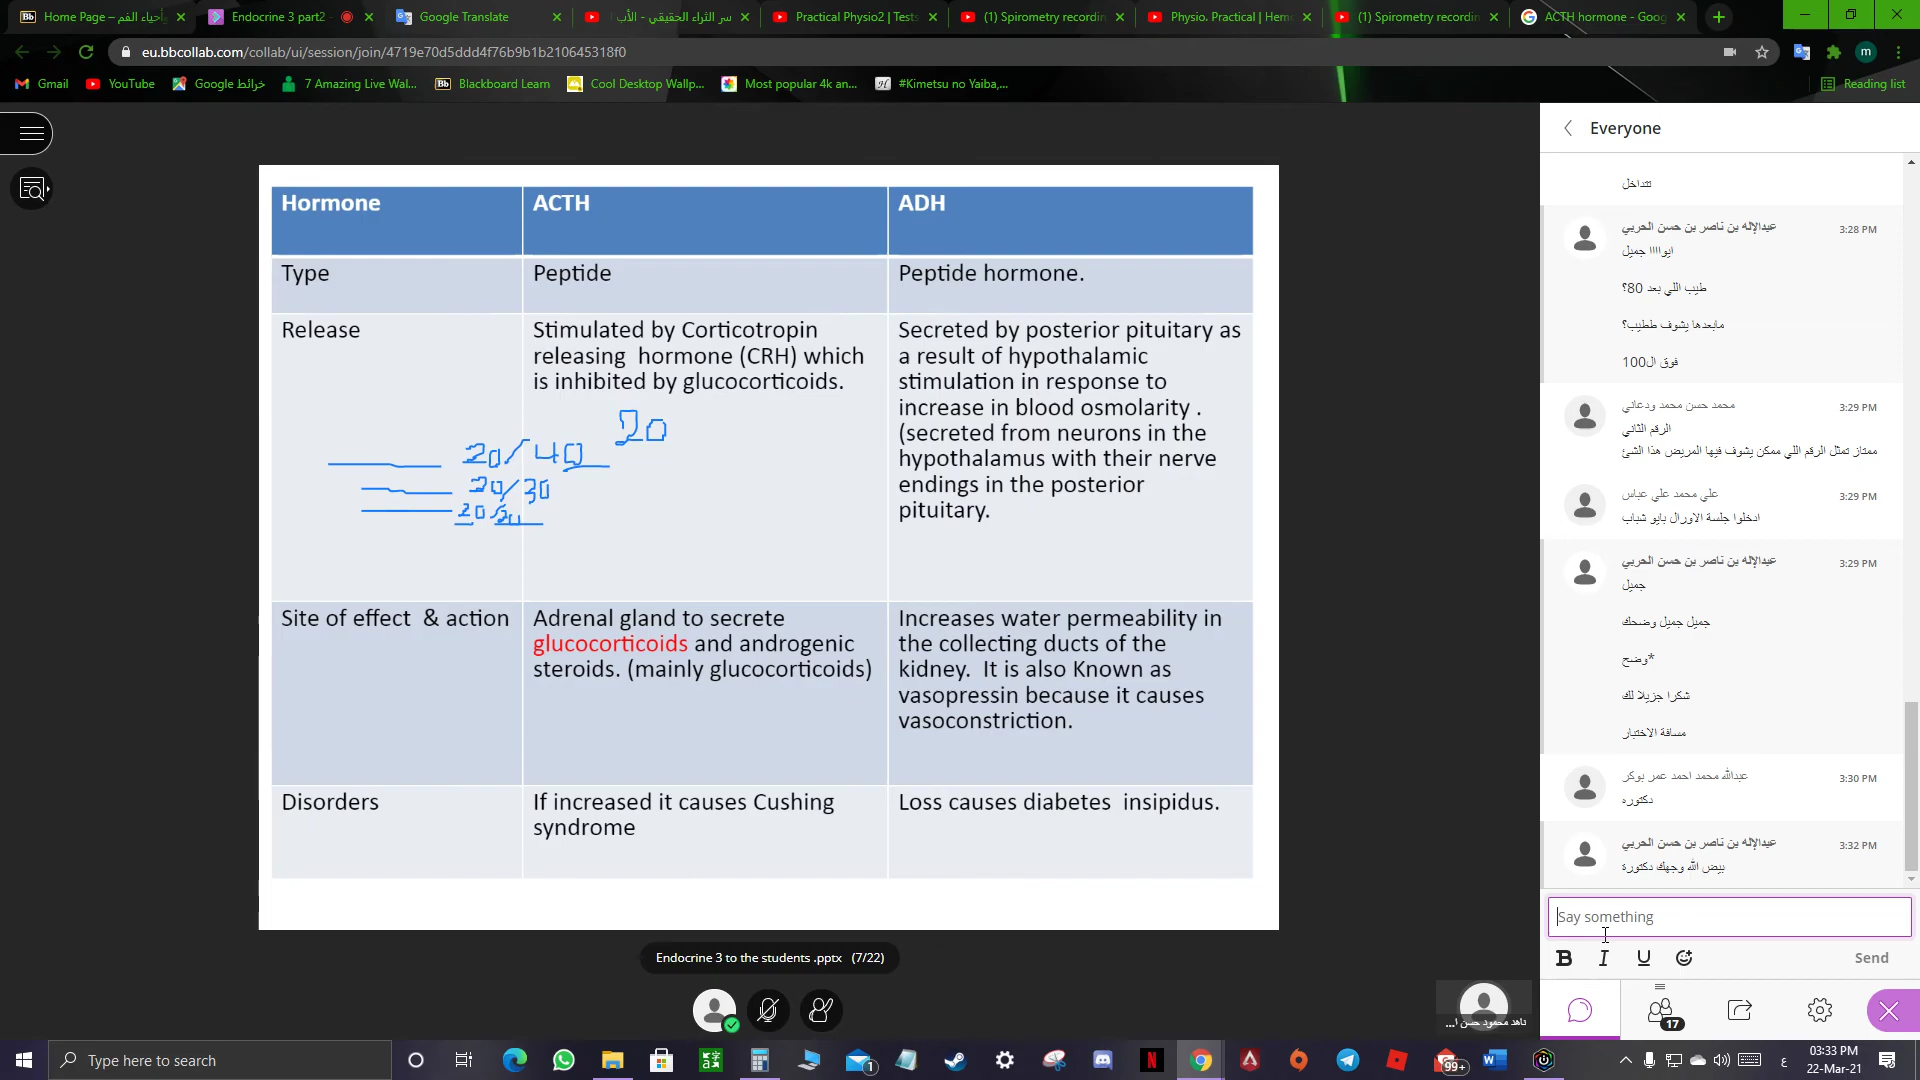 Home Page – أحياء الفم
Endocrine 3 part2
Google Translate
سر الثراء الحقيقي - الأب
Practical Physio2 | Tests
(1) Spirometry recordin
Physio. Practical | Hem
(1) Spirometry recordin
ACTH hormone - Goog
eu.bbcollab.com/collab/ui/session/join/4719e70d5ddd4f76b9b1b210645318f0
m
Gmail
YouTube
خرائط Google
7 Amazing Live Wal...
Blackboard Learn
Cool Desktop Wallp...
Most popular 4k an...
#Kimetsu no Yaiba,...
Reading list
Hormone
ACTH
ADH
Type
Peptide
Peptide hormone.
Release
Stimulated by Corticotropin
releasing hormone (CRH) which
is inhibited by glucocorticoids.
Secreted by posterior pituitary as
a result of hypothalamic
stimulation in response to
increase in blood osmolarity .
(secreted from neurons in the
hypothalamus with their nerve
endings in the posterior
pituitary.
20
20/40
20/30
20/20
Site of effect & action
Adrenal gland to secrete
glucocorticoids and androgenic
steroids. (mainly glucocorticoids)
Increases water permeability in
the collecting ducts of the
kidney. It is also Known as
vasopressin because it causes
vasoconstriction.
Disorders
If increased it causes Cushing
syndrome
Loss causes diabetes insipidus.
Endocrine 3 to the students .pptx (7/22)
ناهد محمود حسن ا...
Everyone
تتداخل
عبدالإله بن ناصر بن حسن الحربي
3:28 PM
ايواااا جميل
طيب اللي بعد 80؟
مابعدها يشوف ططيب؟
فوق ال100
محمد حسن محمد ودعاني
3:29 PM
الرقم الثاني
ممتاز تمثل الرقم اللي ممكن يشوف فيها المريض هذا الشئ
علي محمد علي عباس
3:29 PM
ادخلوا جلسة الاورال بايو شباب
عبدالإله بن ناصر بن حسن الحربي
3:29 PM
جميل
جميل جميل وضحك
*وضح
شكرا جزيلا لك
مسافة الاختبار
عبدالله محمد احمد عمر بوكر
3:30 PM
دكتوره
عبدالإله بن ناصر بن حسن الحربي
3:32 PM
بيض الله وجهك دكتورة
Say something
B I U
Send
17
Type here to search
1
99+
ع
03:33 PM
22-Mar-21